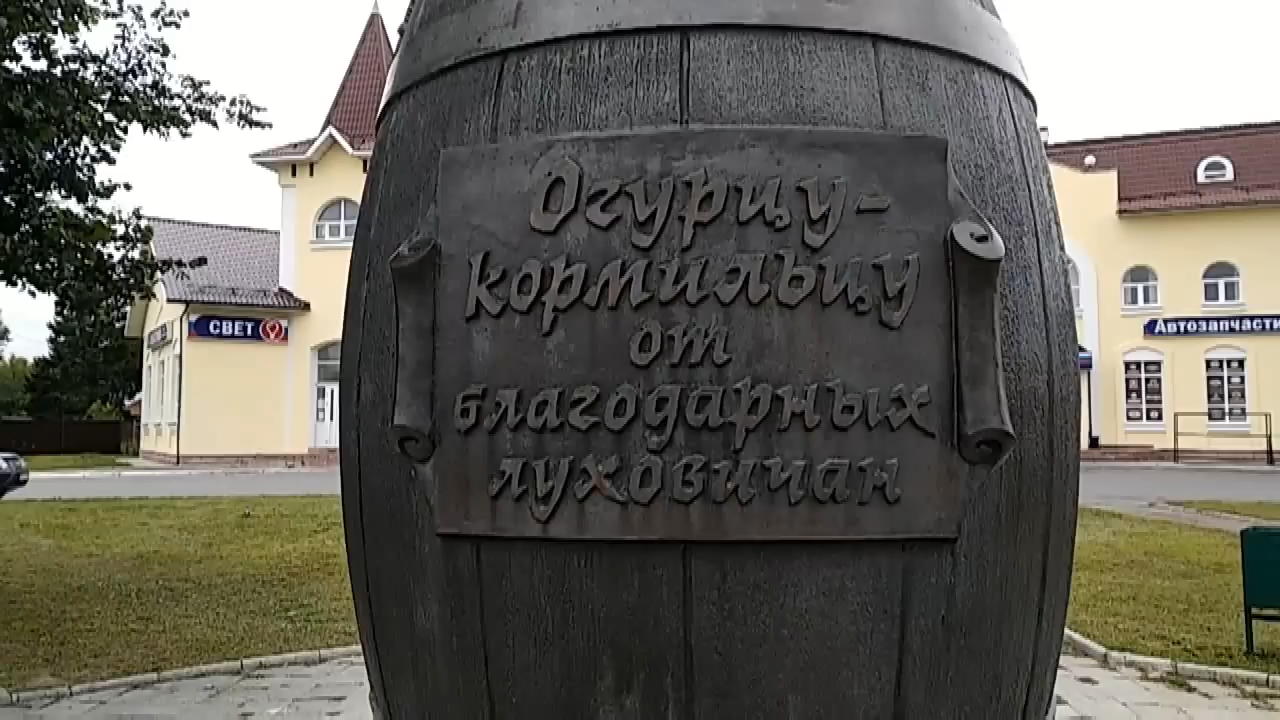 Огурцу-
кормильцу
от
благодарных
луховичан
СВЕТ
Автозапчасти